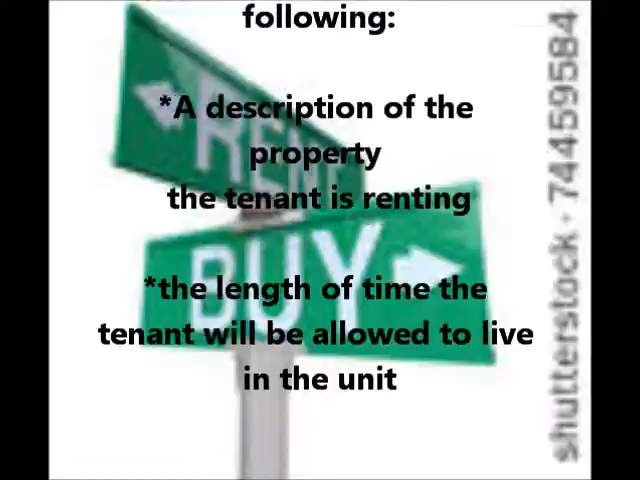 following:
*A description of the
property
the tenant is renting
*the length of time the
tenant will be allowed to live
in the unit
RENT
BUY
shutterstock · 74459584